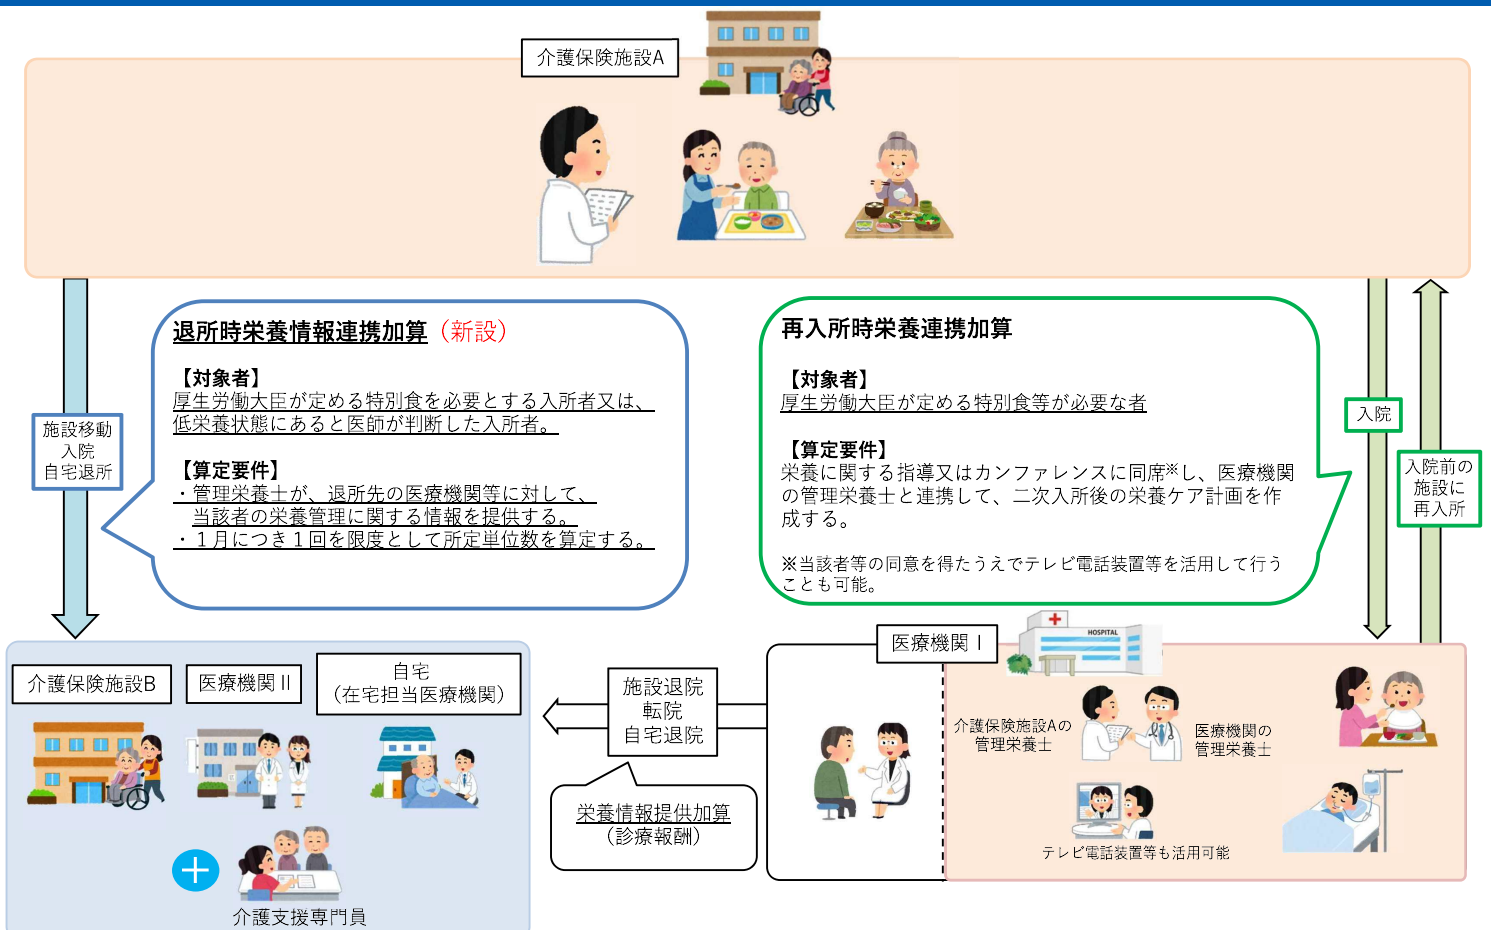 介護保険施設A
退所時栄養情報連携加算（新設）
【対象者】
厚生労働大臣が定める特別食を必要とする入所者又は、
低栄養状態にあると医師が判断した入所者。
【算定要件】
・管理栄養士が、退所先の医療機関等に対して、
当該者の栄養管理に関する情報を提供する。
・１月につき１回を限度として所定単位数を算定する。
施設移動
入院
自宅退所
再入所時栄養連携加算
【対象者】
厚生労働大臣が定める特別食等が必要な者
【算定要件】
栄養に関する指導又はカンファレンスに同席※し、医療機関
の管理栄養士と連携して、二次入所後の栄養ケア計画を作
成する。
※当該者等の同意を得たうえでテレビ電話装置等を活用して行う
ことも可能。
入院
入院前の
施設に
再入所
介護保険施設B
医療機関Ⅱ
自宅
（在宅担当医療機関）
介護支援専門員
施設退院
転院
自宅退院
栄養情報提供加算
（診療報酬）
医療機関Ⅰ
HOSPITAL
介護保険施設Aの
管理栄養士
医療機関の
管理栄養士
テレビ電話装置等も活用可能